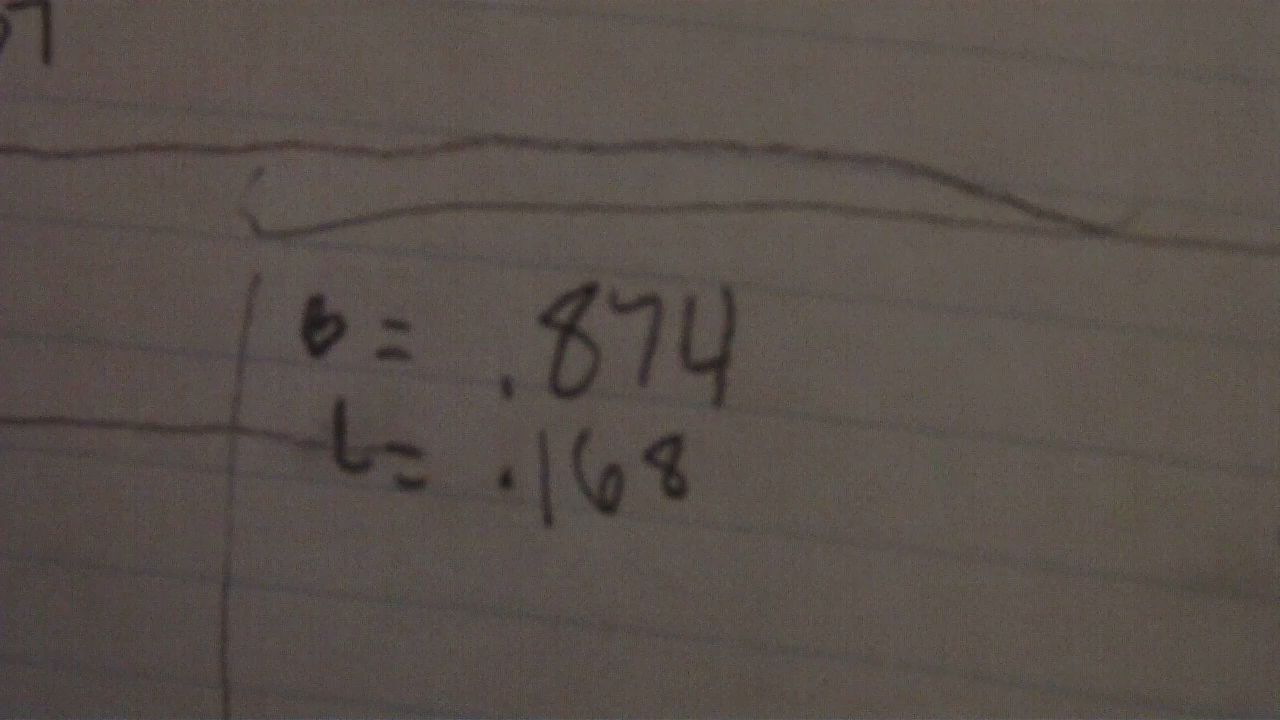 b = .874
L = .168